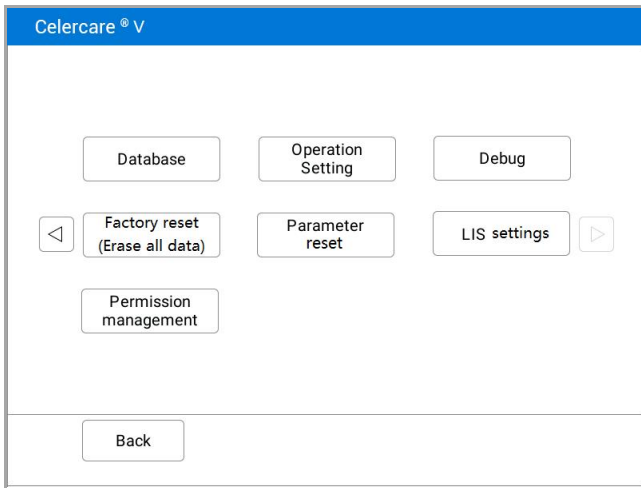 Celercare ® V
Database
Operation
Setting
Debug
Factory reset
(Erase all data)
Parameter
reset
LIS settings
Permission
management
Back